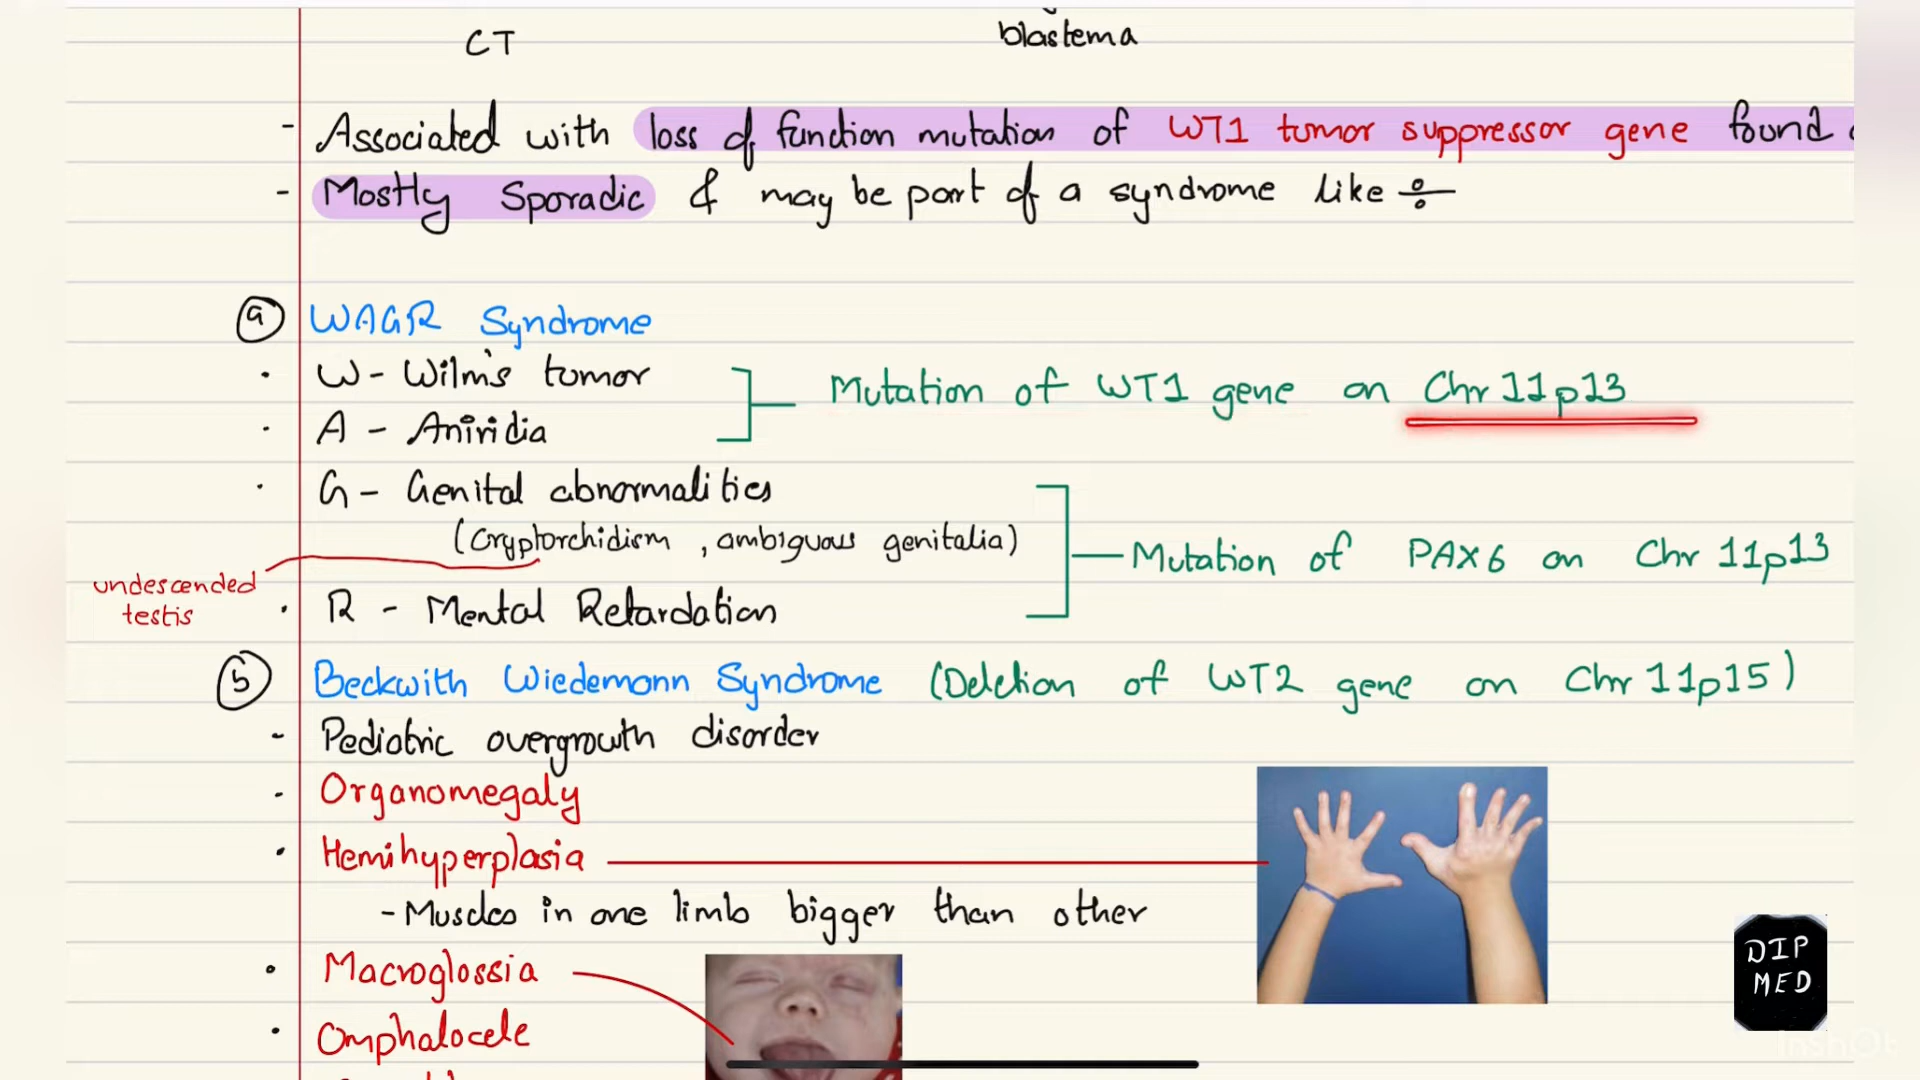 CT
blastema
- Associated with loss of function mutation of WT1 tumor suppressor gene found
- Mostly Sporadic & may be part of a syndrome like ÷
a WAGR Syndrome
· W - Wilm's tumor
· A - Aniridia
Mutation of WT1 gene on Chr 11p13
· G - Genital abnormalities
(Cryptorchidism, ambiguous genitalia)
undescended
testis
· R - Mental Retardation
Mutation of PAX6 on Chr 11p13
b Beckwith Wiedemann Syndrome (Deletion of WT2 gene on Chr 11p15)
- Pediatric overgrowth disorder
· Organomegaly
· Hemihyperplasia
- Muscles in one limb bigger than other
· Macroglossia
· Omphalocele
DIP
MED
InShOt